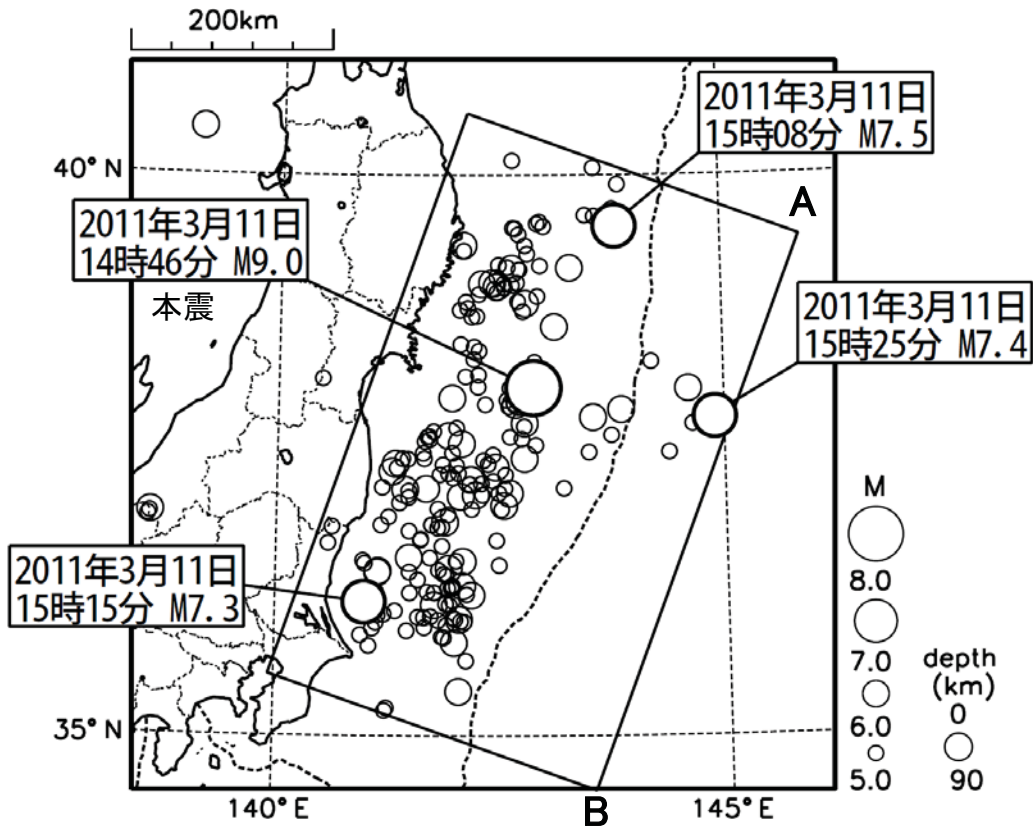 200km
2011年3月11日
15時08分 M7.5
40°N
A
2011年3月11日
14時46分 M9.0
本震
2011年3月11日
15時25分 M7.4
M
8.0
2011年3月11日
15時15分 M7.3
7.0
depth
(km)
6.0
0
35°N
5.0
90
140°E
B
145°E